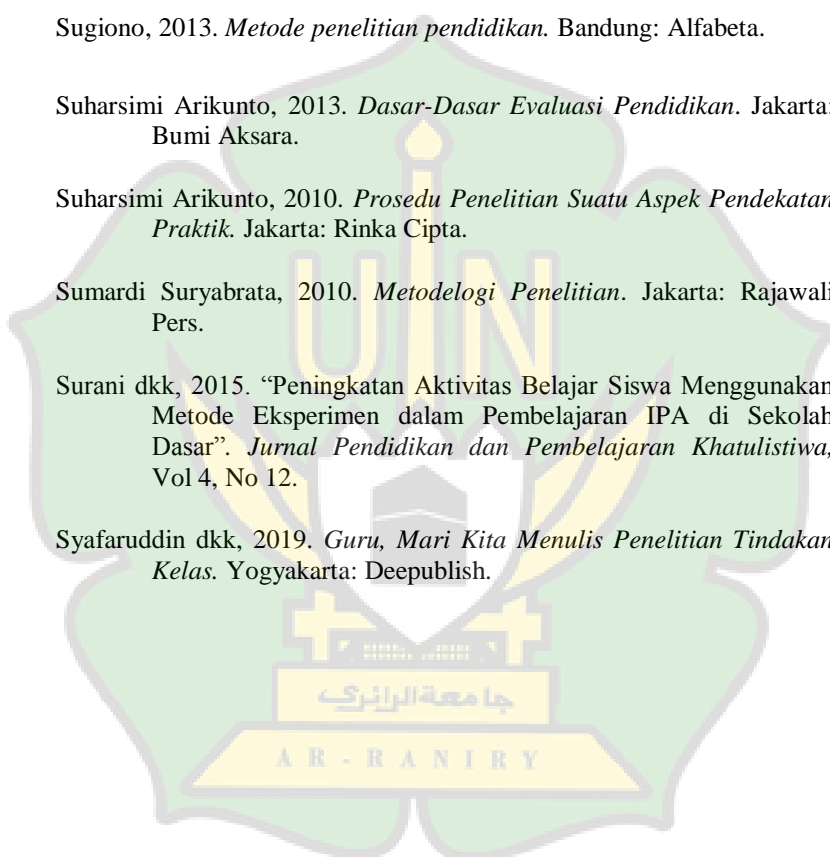 Sugiono, 2013. Metode penelitian pendidikan. Bandung: Alfabeta.
Suharsimi Arikunto, 2013. Dasar-Dasar Evaluasi Pendidikan. Jakarta:
Bumi Aksara.
Suharsimi Arikunto, 2010. Prosedu Penelitian Suatu Aspek Pendekatan
Praktik. Jakarta: Rinka Cipta.
Sumardi Suryabrata, 2010. Metodelogi Penelitian. Jakarta: Rajawali
Pers.
Surani dkk, 2015. “Peningkatan Aktivitas Belajar Siswa Menggunakan
Metode Eksperimen dalam Pembelajaran IPA di Sekolah
Dasar”. Jurnal Pendidikan dan Pembelajaran Khatulistiwa,
Vol 4, No 12.
Syafaruddin dkk, 2019. Guru, Mari Kita Menulis Penelitian Tindakan
Kelas. Yogyakarta: Deepublish.
UIN
جامعة الرانري
AR-RANIRY